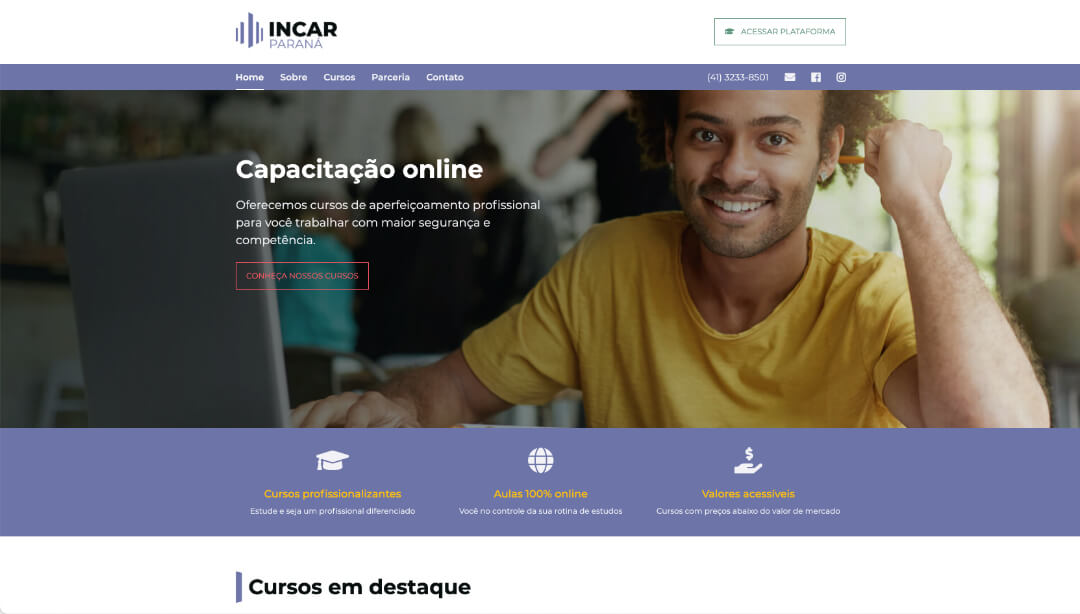 INCAR
PARANÁ
ACESSAR PLATAFORMA
Home Sobre Cursos Parceria Contato
(41) 3233-8501
Capacitação online
Oferecemos cursos de aperfeiçoamento profissional
para você trabalhar com maior segurança e
competência.
CONHEÇA NOSSOS CURSOS
Cursos profissionalizantes
Estude e seja um profissional diferenciado
Aulas 100% online
Você no controle da sua rotina de estudos
Valores acessíveis
Cursos com preços abaixo do valor de mercado
Cursos em destaque